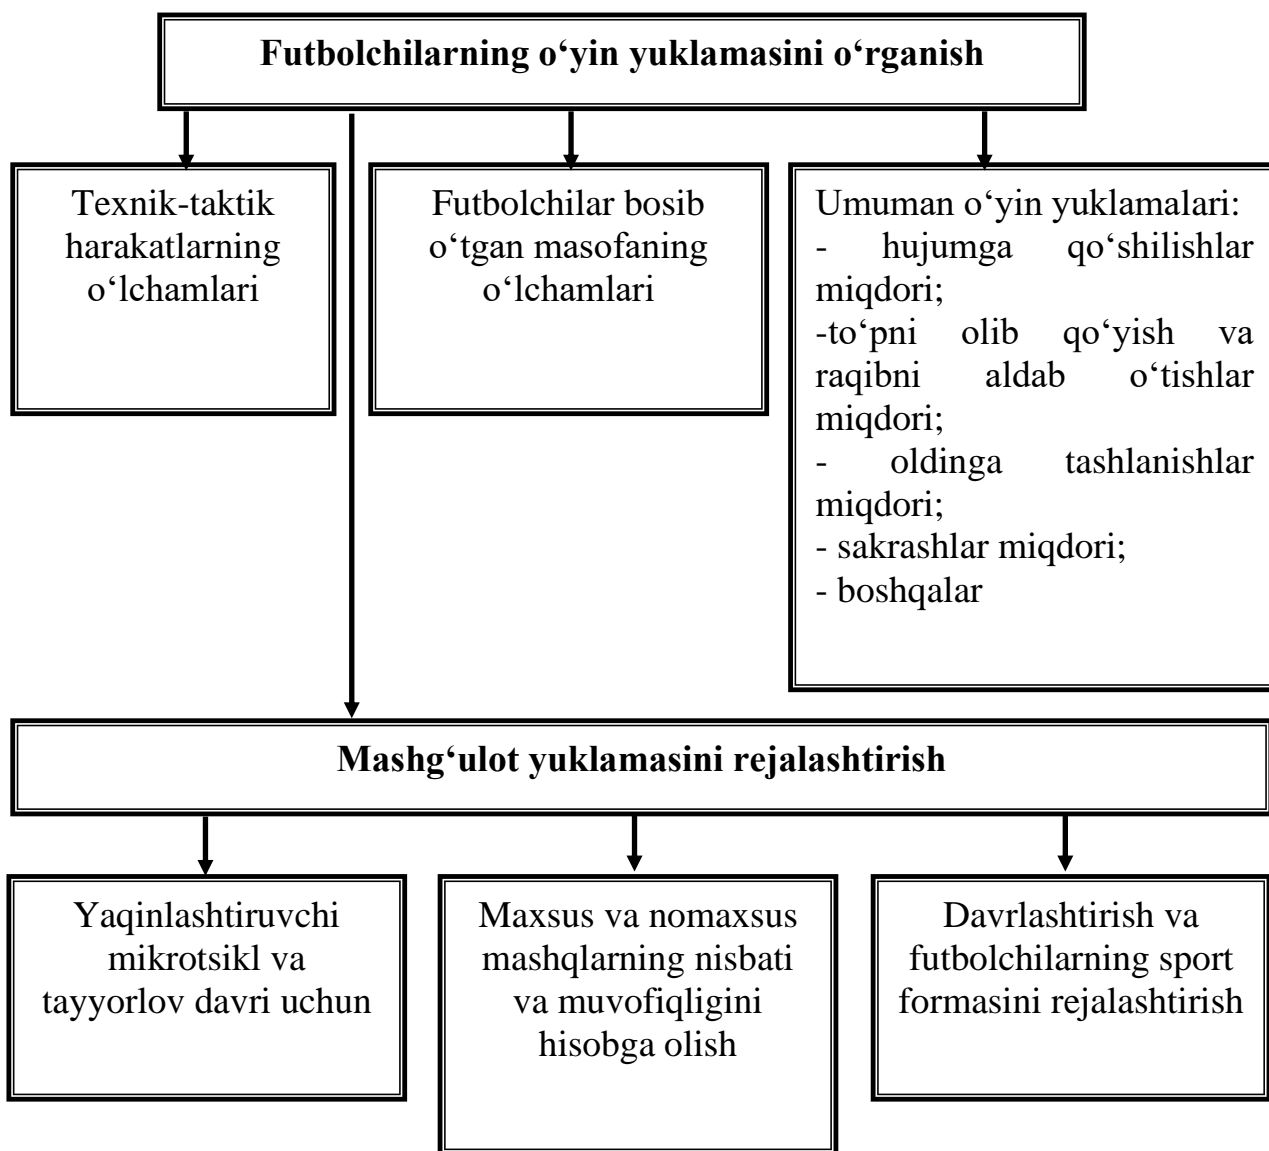 Futbolchilarning o‘yin yuklamasini o‘rganish
Texnik-taktik
harakatlarning
o‘lchamlari
Futbolchilar bosib
o‘tgan masofaning
o‘lchamlari
Umuman o‘yin yuklamalari:
- hujumga qo‘shilishlar
miqdori;
-to‘pni olib qo‘yish va
raqibni aldab o‘tishlar
miqdori;
- oldinga tashlanishlar
miqdori;
- sakrashlar miqdori;
- boshqalar
Mashg‘ulot yuklamasini rejalashtirish
Yaqinlashtiruvchi
mikrotsikl va
tayyorlov davri uchun
Maxsus va nomaxsus
mashqlarning nisbati
va muvofiqligini
hisobga olish
Davrlashtirish va
futbolchilarning sport
formasini rejalashtirish